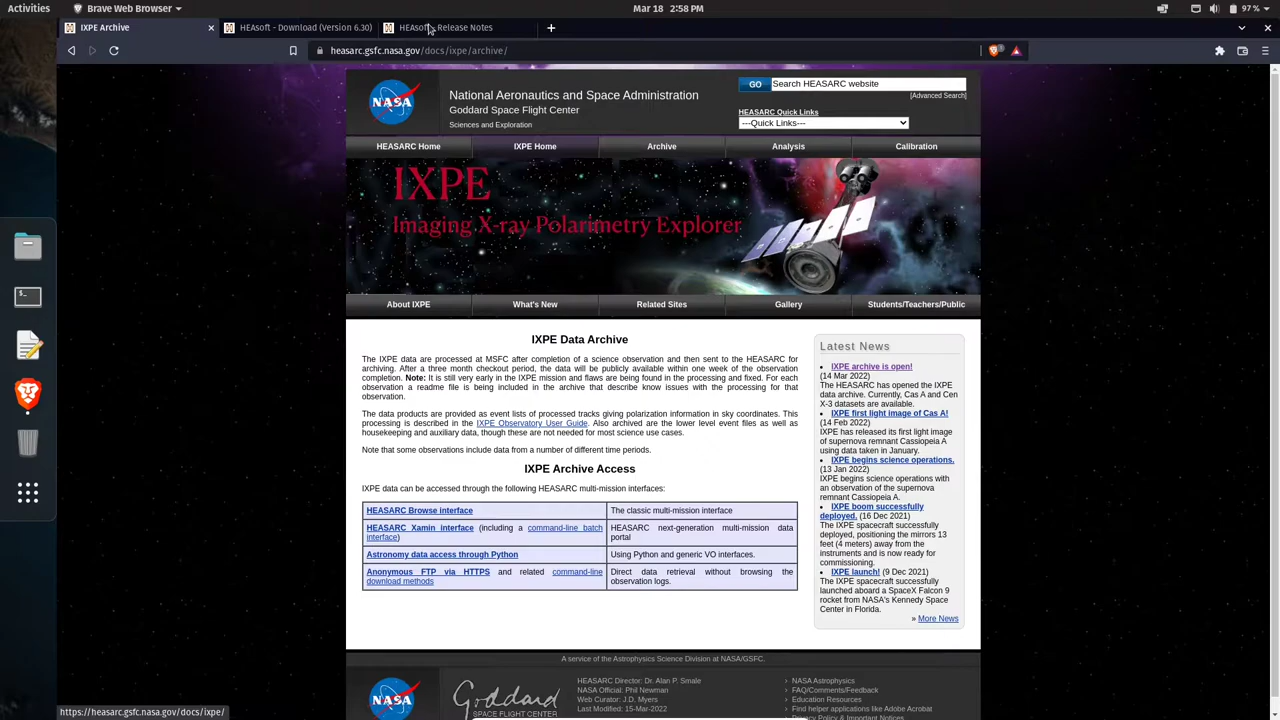 Activities
Brave Web Browser
Mar 18 2:58 PM
97 %
IXPE Archive
HEAsoft - Download (Version 6.30)
HEAsoft - Release Notes
heasarc.gsfc.nasa.gov/docs/ixpe/archive/
NASA
National Aeronautics and Space Administration
Goddard Space Flight Center
Sciences and Exploration
GO
Search HEASARC website
[Advanced Search]
HEASARC Quick Links
---Quick Links---
HEASARC Home
IXPE Home
Archive
Analysis
Calibration
IXPE
Imaging X-ray Polarimetry Explorer
About IXPE
What's New
Related Sites
Gallery
Students/Teachers/Public
IXPE Data Archive
The IXPE data are processed at MSFC after completion of a science observation and then sent to the HEASARC for
archiving. After a three month checkout period, the data will be publicly available within one week of the observation
completion. Note: It is still very early in the IXPE mission and flaws are being found in the processing and fixed. For each
observation a readme file is being included in the archive that describe know issues with the processing for that
observation.
The data products are provided as event lists of processed tracks giving polarization information in sky coordinates. This
processing is described in the IXPE Observatory User Guide. Also archived are the lower level event files as well as
housekeeping and auxiliary data, though these are not needed for most science use cases.
Note that some observations include data from a number of different time periods.
IXPE Archive Access
IXPE data can be accessed through the following HEASARC multi-mission interfaces:
HEASARC Browse interface
The classic multi-mission interface
HEASARC Xamin interface (including a command-line batch
interface)
HEASARC next-generation multi-mission data
portal
Astronomy data access through Python
Using Python and generic VO interfaces.
Anonymous FTP via HTTPS and related command-line
download methods
Direct data retrieval without browsing the
observation logs.
Latest News
• IXPE archive is open!
(14 Mar 2022)
The HEASARC has opened the IXPE
data archive. Currently, Cas A and Cen
X-3 datasets are available.
• IXPE first light image of Cas A!
(14 Feb 2022)
IXPE has released its first light image
of supernova remnant Cassiopeia A
using data taken in January.
• IXPE begins science operations.
(13 Jan 2022)
IXPE begins science operations with
an observation of the supernova
remnant Cassiopeia A.
• IXPE boom successfully
deployed. (16 Dec 2021)
The IXPE spacecraft successfully
deployed, positioning the mirrors 13
feet (4 meters) away from the
instruments and is now ready for
commissioning.
• IXPE launch! (9 Dec 2021)
The IXPE spacecraft successfully
launched aboard a SpaceX Falcon 9
rocket from NASA's Kennedy Space
Center in Florida.
» More News
A service of the Astrophysics Science Division at NASA/GSFC.
NASA
Goddard
SPACE FLIGHT CENTER
HEASARC Director: Dr. Alan P. Smale
NASA Official: Phil Newman
Web Curator: J.D. Myers
Last Modified: 15-Mar-2022
› NASA Astrophysics
› FAQ/Comments/Feedback
› Education Resources
› Find helper applications like Adobe Acrobat
› Privacy Policy & Important Notices
https://heasarc.gsfc.nasa.gov/docs/ixpe/